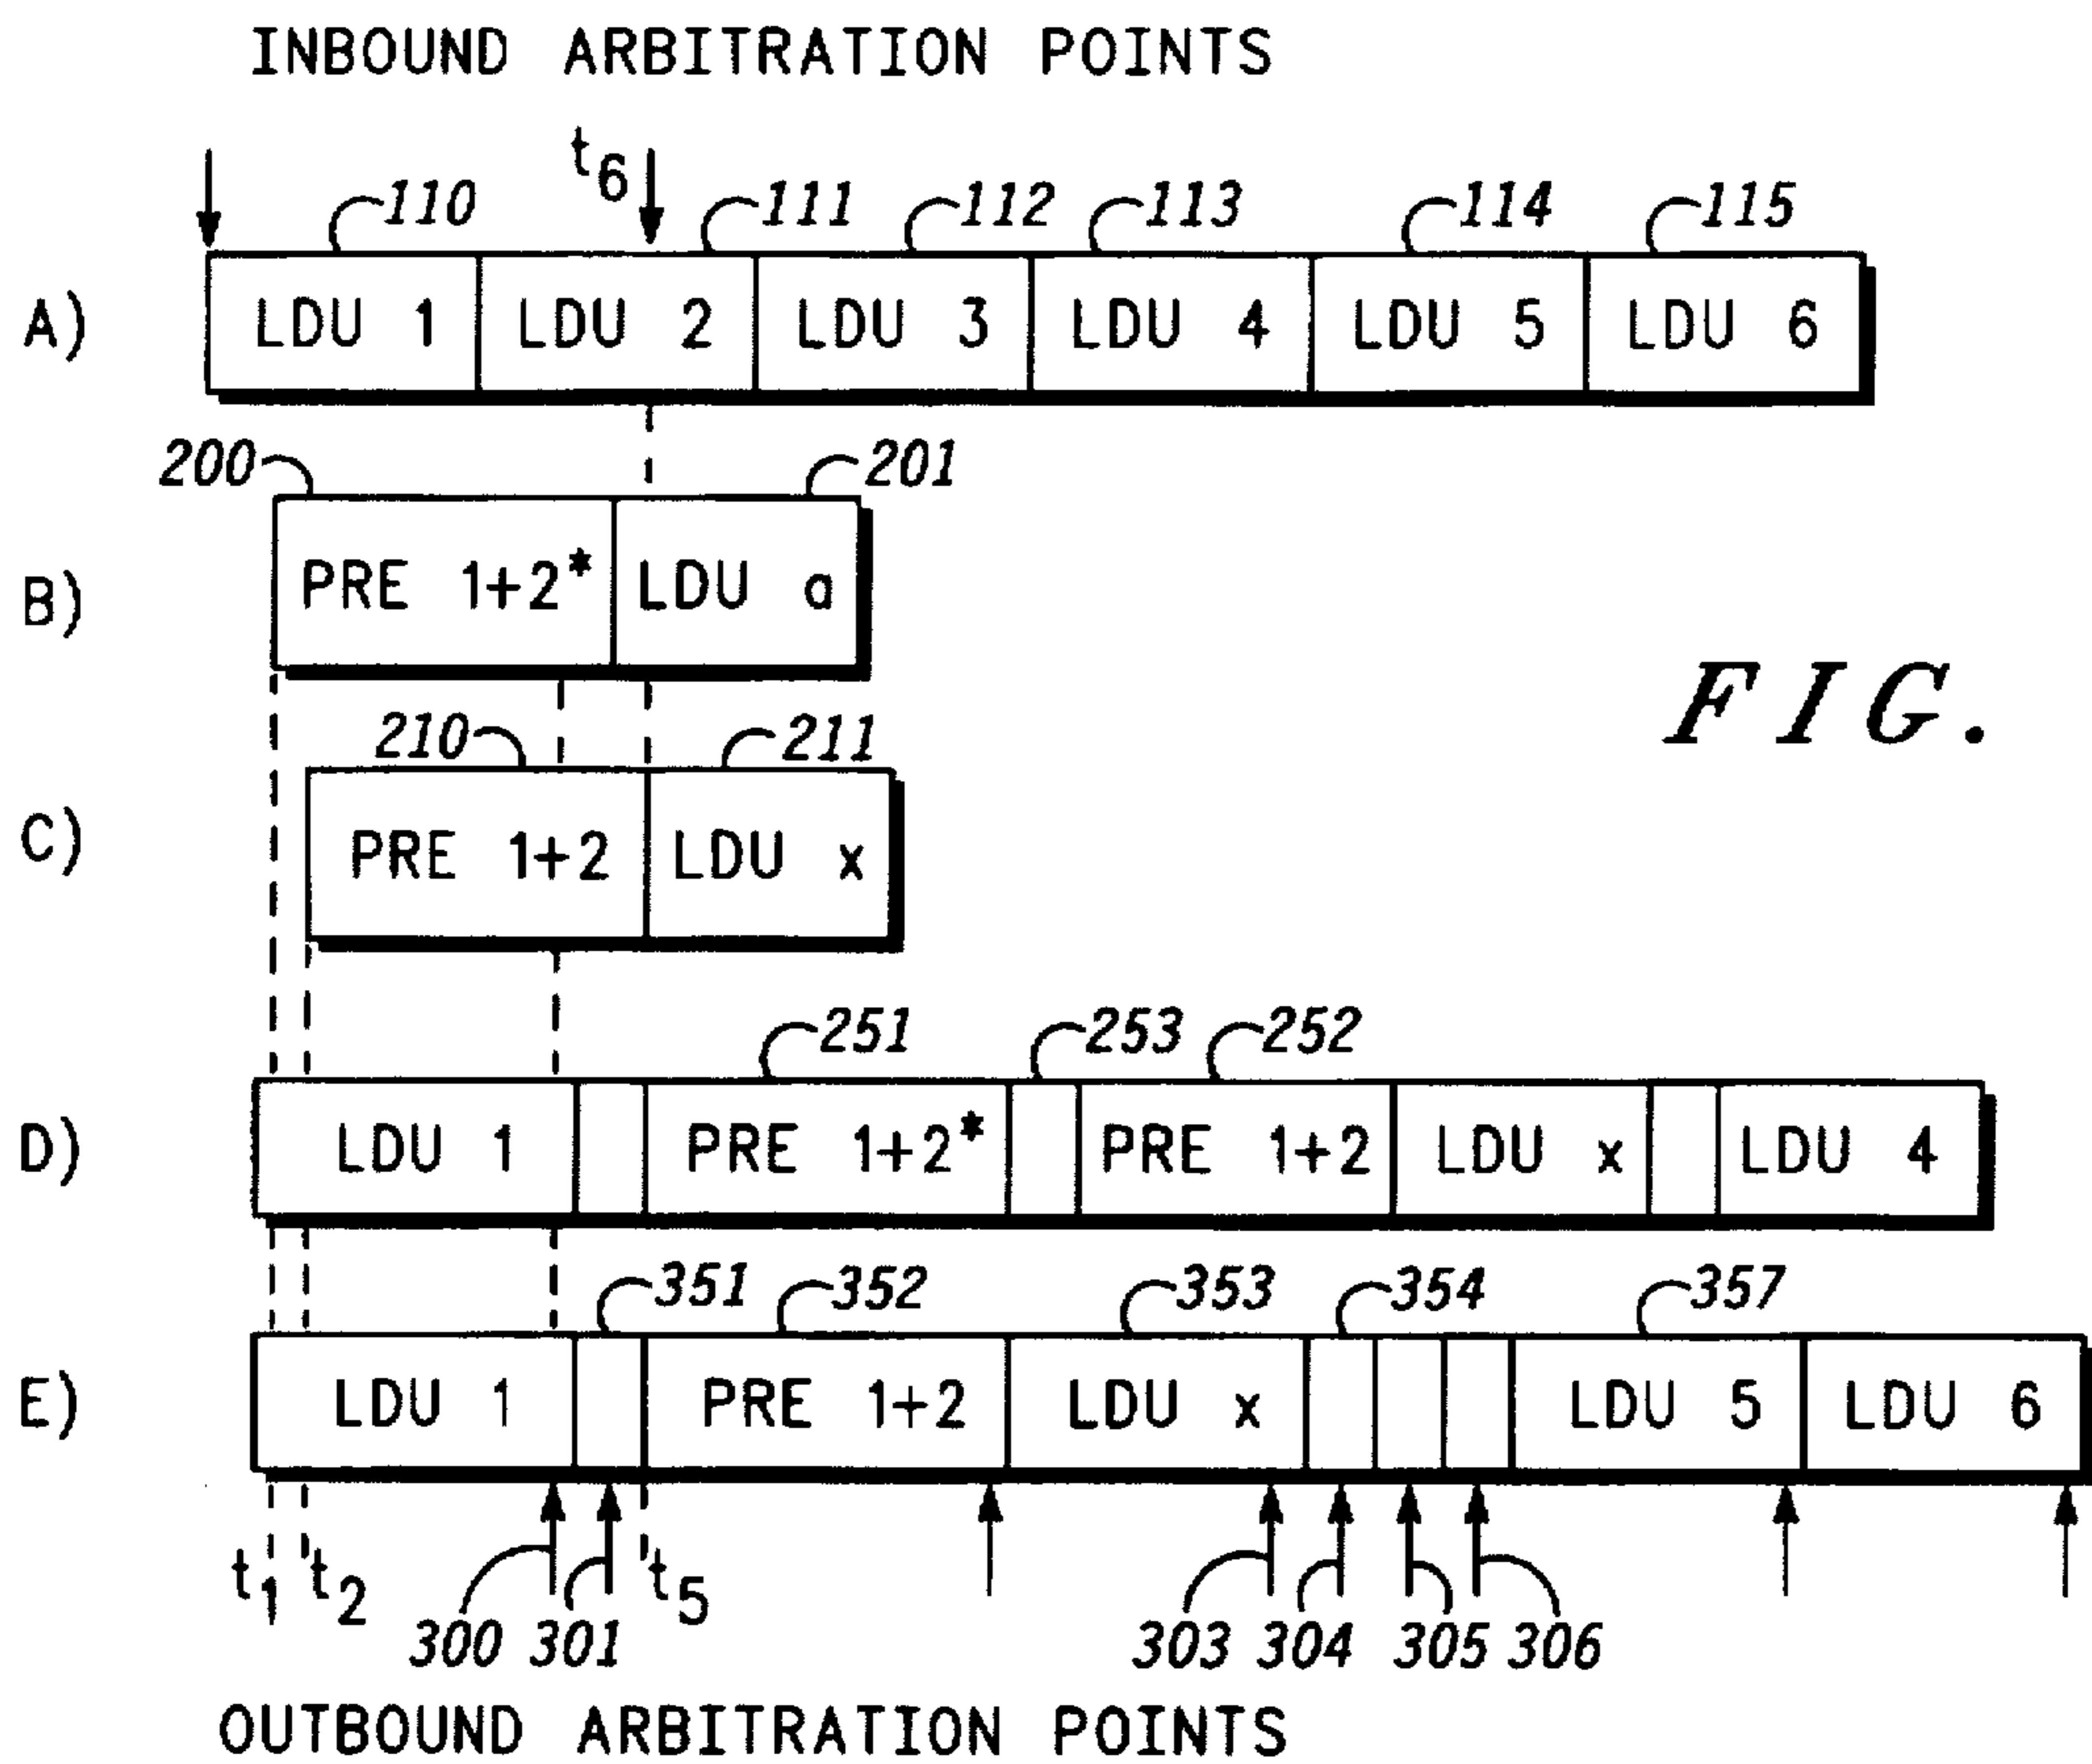 INBOUND ARBITRATION POINTS
t6
110 111 112 113 114 115
A) LDU 1 LDU 2 LDU 3 LDU 4 LDU 5 LDU 6
200 201
B) PRE 1+2* LDU a
FIG.
210 211
C) PRE 1+2 LDU x
251 253 252
D) LDU 1 PRE 1+2* PRE 1+2 LDU x LDU 4
351 352 353 354 357
E) LDU 1 PRE 1+2 LDU x LDU 5 LDU 6
t1 t2 t5
300 301 303 304 305 306
OUTBOUND ARBITRATION POINTS